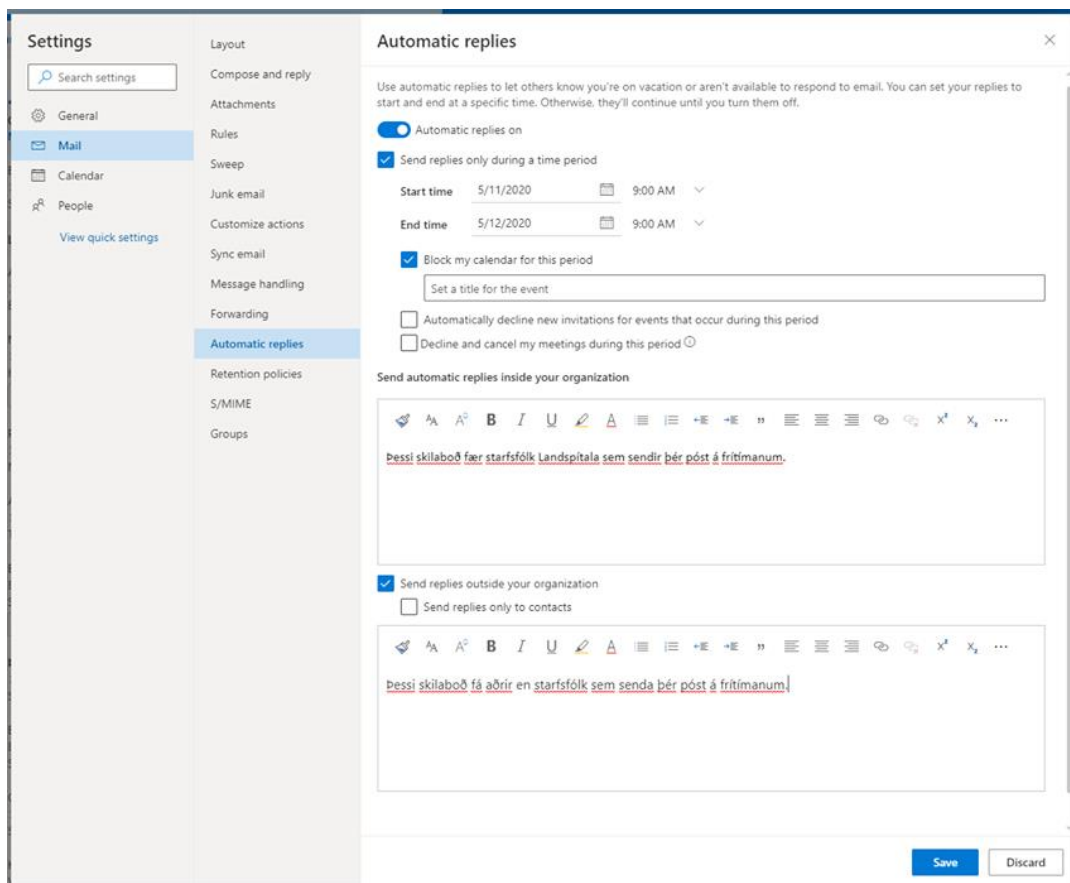 Settings
Search settings
General
Mail
Calendar
People
View quick settings
Layout
Compose and reply
Attachments
Rules
Sweep
Junk email
Customize actions
Sync email
Message handling
Forwarding
Automatic replies
Retention policies
S/MIME
Groups
Automatic replies
Use automatic replies to let others know you're on vacation or aren't available to respond to email. You can set your replies to
start and end at a specific time. Otherwise, they'll continue until you turn them off.
Automatic replies on
Send replies only during a time period
Start time 5/11/2020 9:00 AM
End time 5/12/2020 9:00 AM
Block my calendar for this period
Set a title for the event
Automatically decline new invitations for events that occur during this period
Decline and cancel my meetings during this period
Send automatic replies inside your organization
Þessi skilaboð fær starfsfólk Landspítala sem sendir þér póst á frítímanum.
Send replies outside your organization
Send replies only to contacts
Þessi skilaboð fá aðrir en starfsfólk sem senda þér póst á frítímanum.
Save Discard